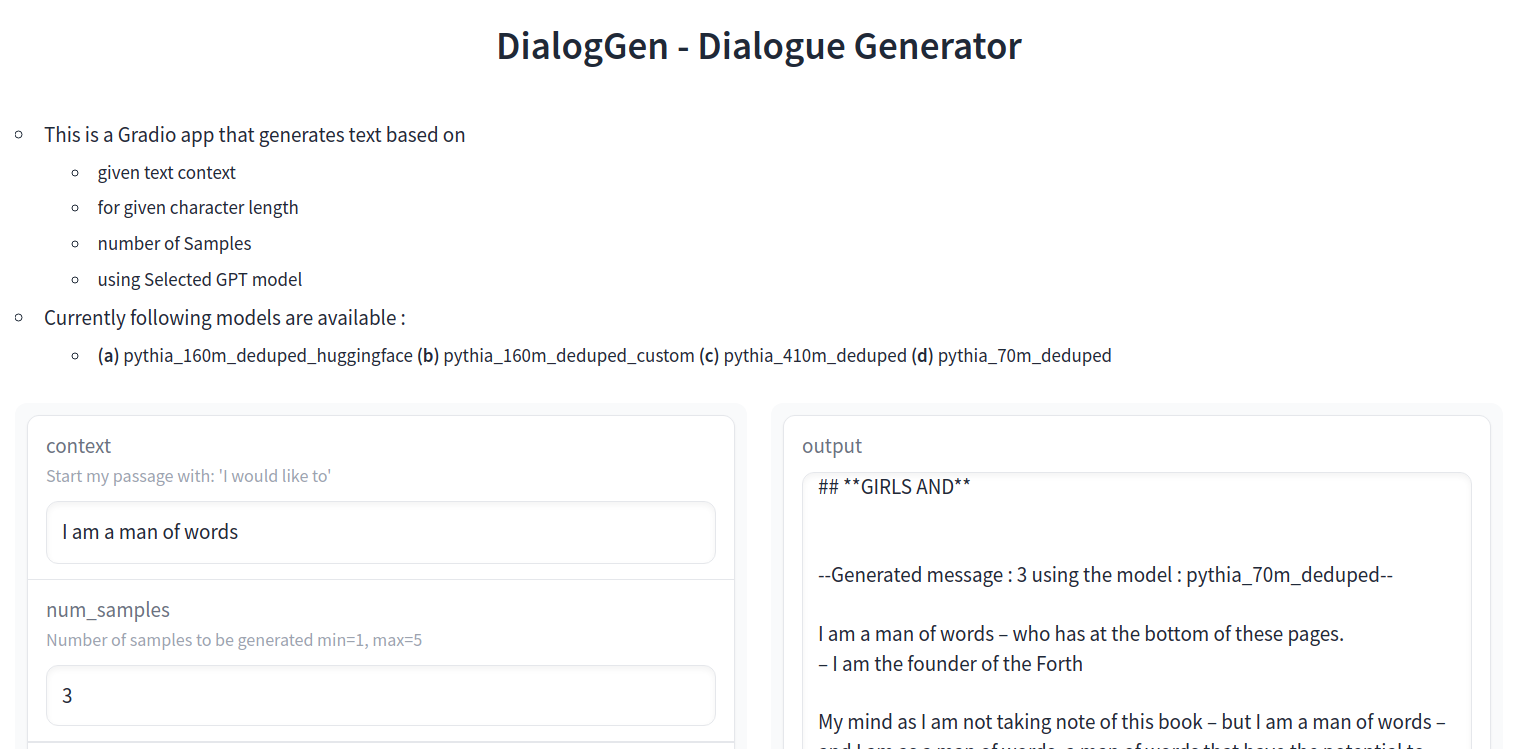 DialogGen - Dialogue Generator
This is a Gradio app that generates text based on
given text context
for given character length
number of Samples
using Selected GPT model
Currently following models are available :
(a) pythia_160m_deduped_huggingface (b) pythia_160m_deduped_custom (c) pythia_410m_deduped (d) pythia_70m_deduped
context
Start my passage with: 'I would like to'
I am a man of words
num_samples
Number of samples to be generated min=1, max=5
3
output
## **GIRLS AND**
--Generated message : 3 using the model : pythia_70m_deduped--
I am a man of words – who has at the bottom of these pages.
– I am the founder of the Forth
My mind as I am not taking note of this book – but I am a man of words –